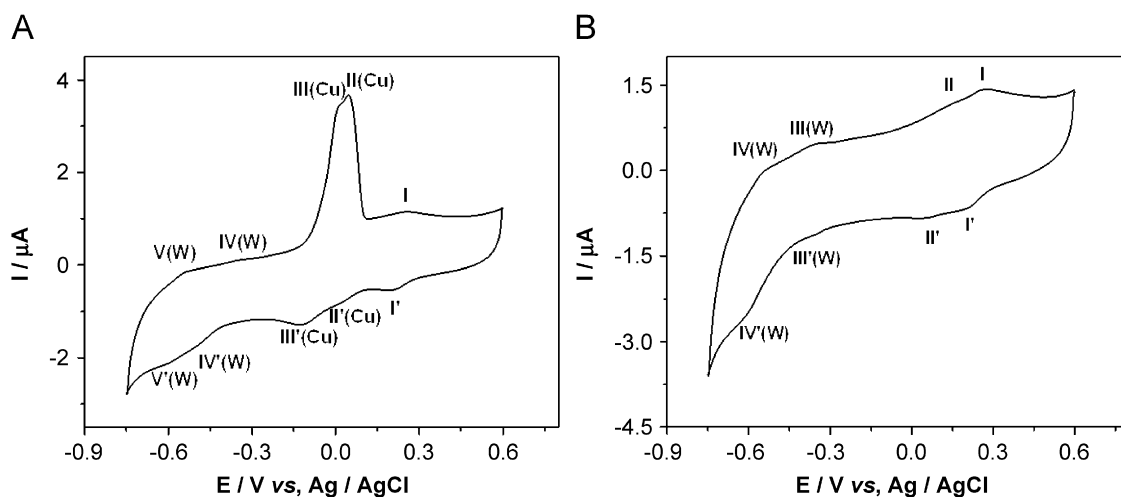 A
4
2
0
-2
I / µA
III(Cu)
II(Cu)
I
V(W)
IV(W)
V'(W)
IV'(W)
III'(Cu)
II'(Cu)
I'
-0.9 -0.6 -0.3 0.0 0.3 0.6
E / V vs, Ag / AgCl
B
1.5
0.0
-1.5
-3.0
-4.5
I / µA
IV(W)
III(W)
II
I
IV'(W)
III'(W)
II'
I'
-0.9 -0.6 -0.3 0.0 0.3 0.6
E / V vs, Ag / AgCl